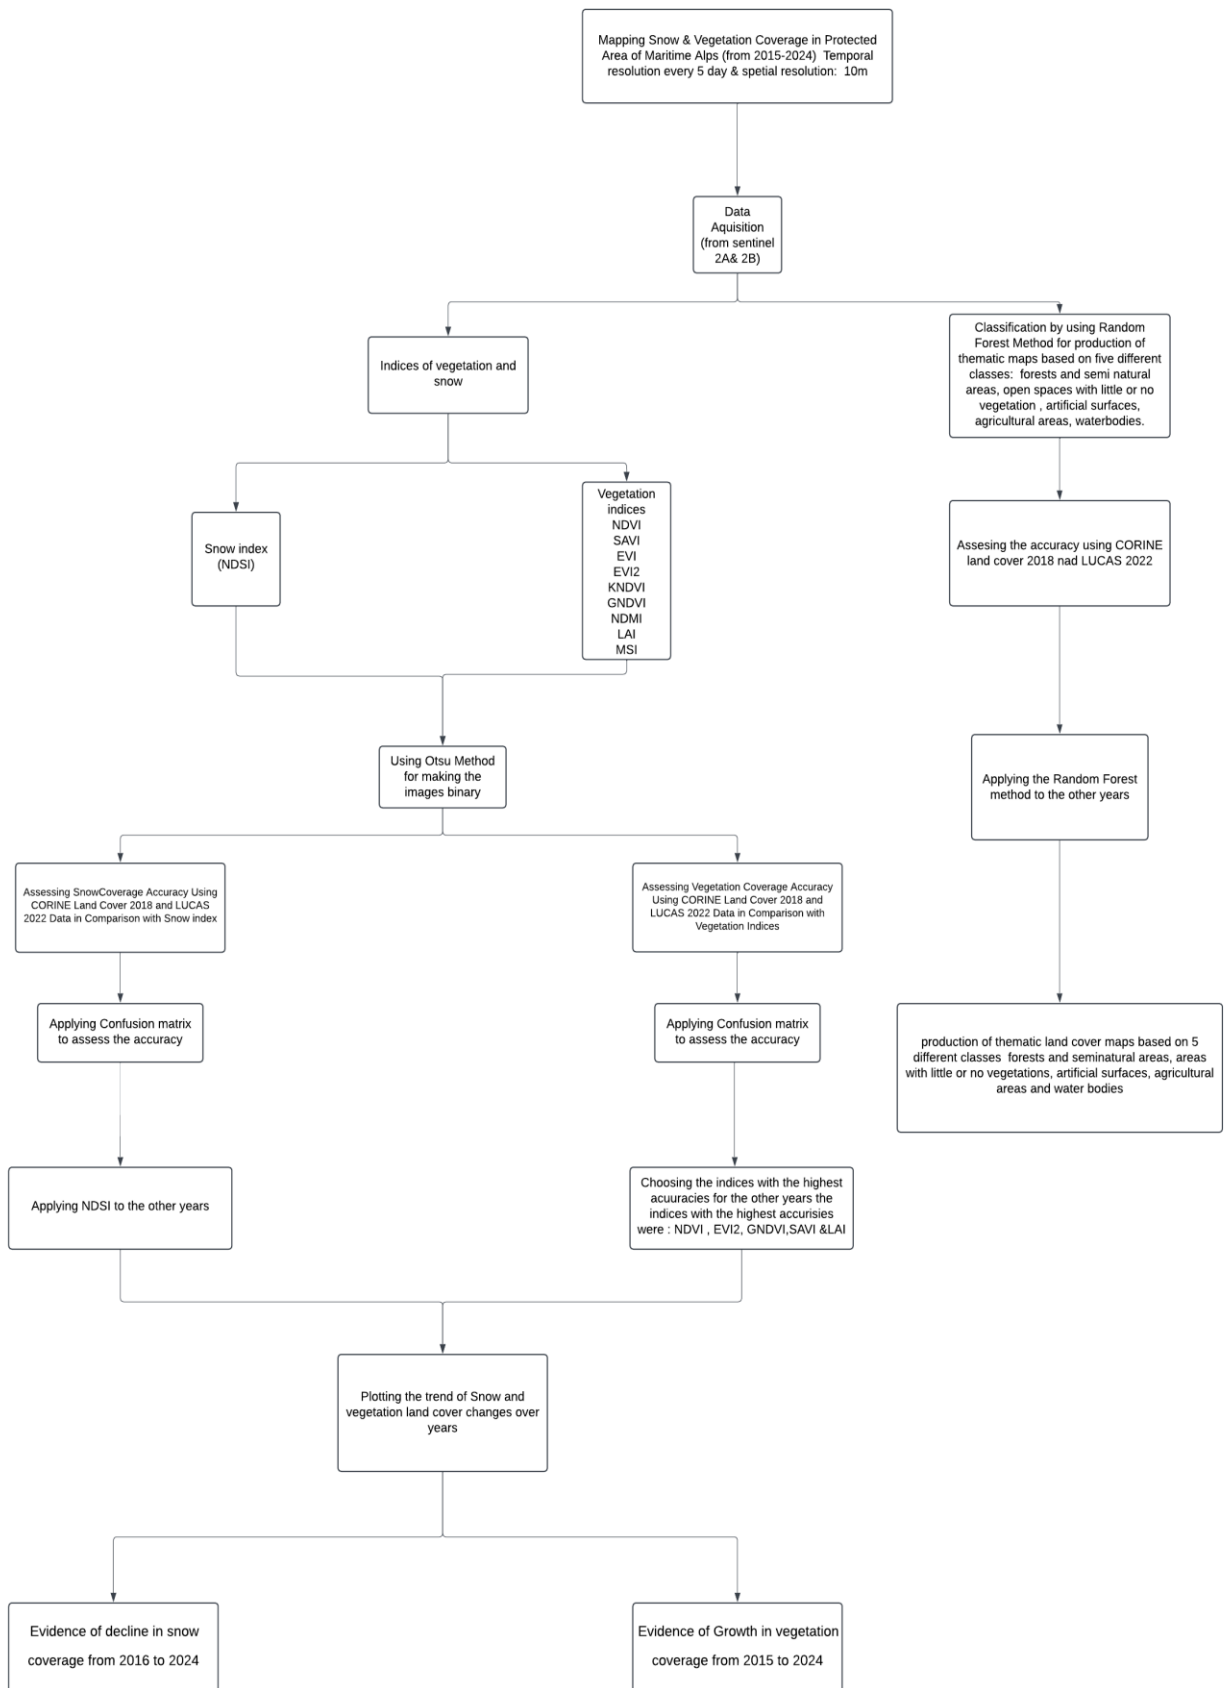 Mapping Snow & Vegetation Coverage in Protected
Area of Maritime Alps (from 2015-2024) Temporal
resolution every 5 day & spetial resolution: 10m
Data
Aquisition
(from sentinel
2A& 2B)
Indices of vegetation and
snow
Classification by using Random
Forest Method for production of
thematic maps based on five different
classes: forests and semi natural
areas, open spaces with little or no
vegetation , artificial surfaces,
agricultural areas, waterbodies.
Snow index
(NDSI)
Vegetation
indices
NDVI
SAVI
EVI
EVI2
KNDVI
GNDVI
NDMI
LAI
MSI
Assesing the accuracy using CORINE
land cover 2018 nad LUCAS 2022
Using Otsu Method
for making the
images binary
Applying the Random Forest
method to the other years
Assessing SnowCoverage Accuracy Using
CORINE Land Cover 2018 and LUCAS
2022 Data in Comparison with Snow index
Assessing Vegetation Coverage Accuracy
Using CORINE Land Cover 2018 and
LUCAS 2022 Data in Comparison with
Vegetation Indices
Applying Confusion matrix
to assess the accuracy
Applying Confusion matrix
to assess the accuracy
production of thematic land cover maps based on 5
different classes forests and seminatural areas, areas
with little or no vegetations, artificial surfaces, agricultural
areas and water bodies
Applying NDSI to the other years
Choosing the indices with the highest
acuuracies for the other years the
indices with the highest accurisies
were : NDVI , EVI2, GNDVI,SAVI &LAI
Plotting the trend of Snow and
vegetation land cover changes over
years
Evidence of decline in snow
coverage from 2016 to 2024
Evidence of Growth in vegetation
coverage from 2015 to 2024